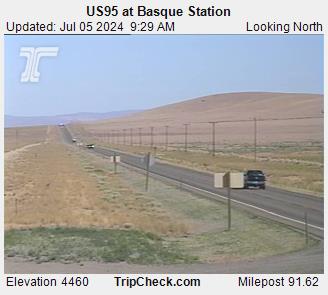 US95 at Basque Station
Updated: Jul 05 2024 9:29 AM Looking North
Elevation 4460 TripCheck.com Milepost 91.62